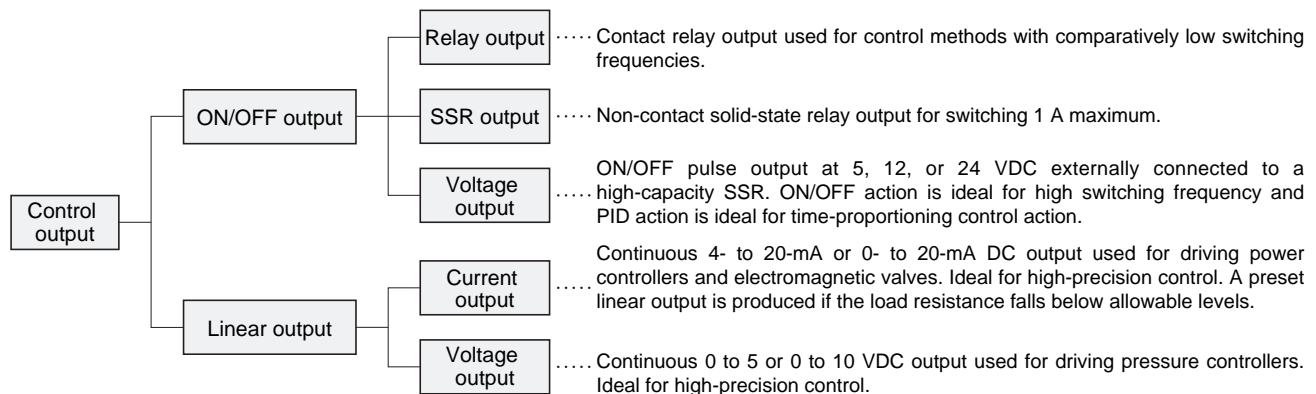 Relay output
Contact relay output used for control methods with comparatively low switching
frequencies.
ON/OFF output
SSR output
Non-contact solid-state relay output for switching 1 A maximum.
Voltage
output
ON/OFF pulse output at 5, 12, or 24 VDC externally connected to a
high-capacity SSR. ON/OFF action is ideal for high switching frequency and
PID action is ideal for time-proportioning control action.
Control
output
Current
output
Continuous 4- to 20-mA or 0- to 20-mA DC output used for driving power
controllers and electromagnetic valves. Ideal for high-precision control. A preset
linear output is produced if the load resistance falls below allowable levels.
Linear output
Voltage
output
Continuous 0 to 5 or 0 to 10 VDC output used for driving pressure controllers.
Ideal for high-precision control.